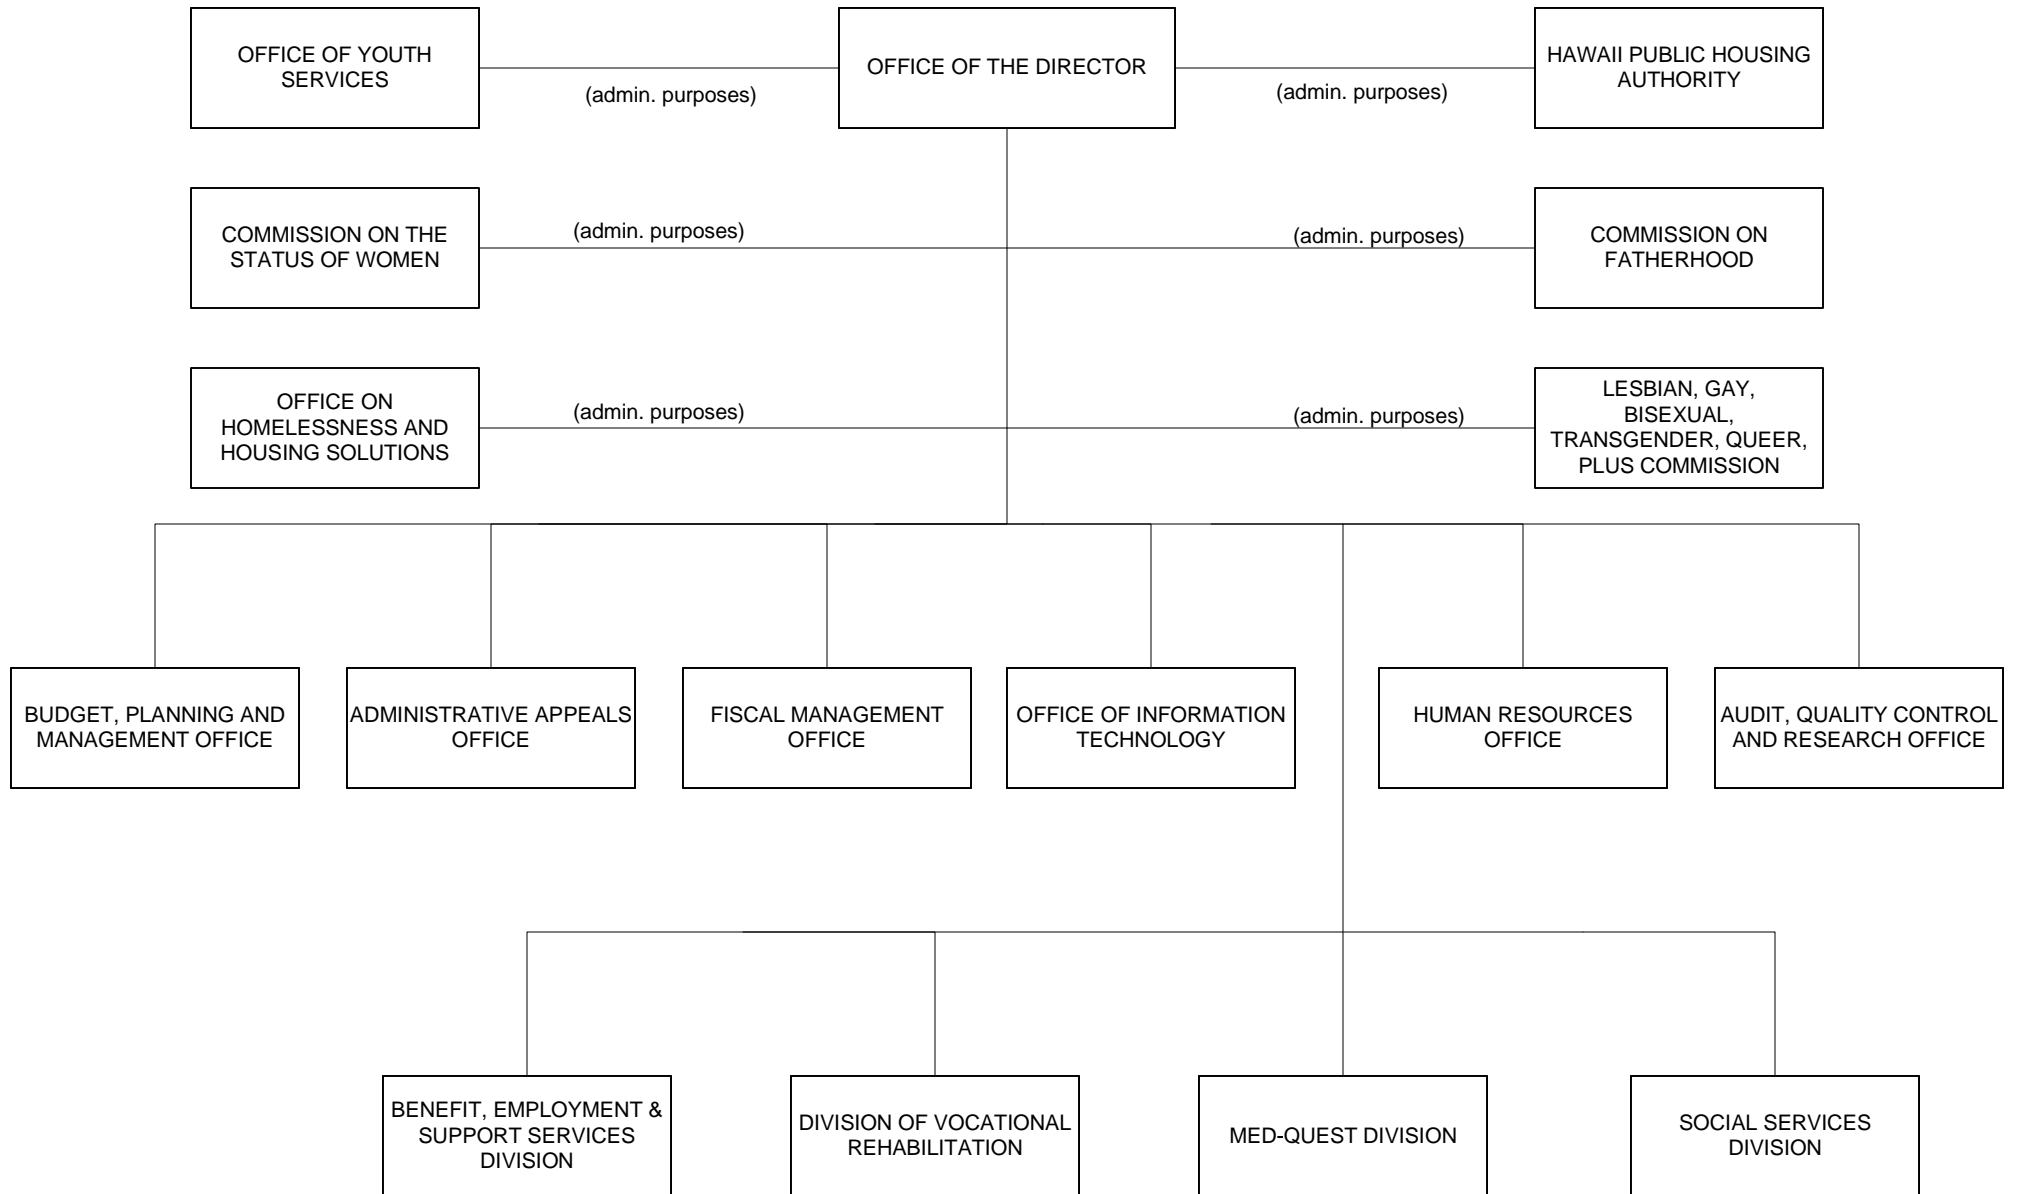 OFFICE OF YOUTH
SERVICES
(admin. purposes)
OFFICE OF THE DIRECTOR
(admin. purposes)
HAWAII PUBLIC HOUSING
AUTHORITY
COMMISSION ON THE
STATUS OF WOMEN
(admin. purposes)
(admin. purposes)
COMMISSION ON
FATHERHOOD
OFFICE ON
HOMELESSNESS AND
HOUSING SOLUTIONS
(admin. purposes)
(admin. purposes)
LESBIAN, GAY,
BISEXUAL,
TRANSGENDER, QUEER,
PLUS COMMISSION
BUDGET, PLANNING AND
MANAGEMENT OFFICE
ADMINISTRATIVE APPEALS
OFFICE
FISCAL MANAGEMENT
OFFICE
OFFICE OF INFORMATION
TECHNOLOGY
HUMAN RESOURCES
OFFICE
AUDIT, QUALITY CONTROL
AND RESEARCH OFFICE
BENEFIT, EMPLOYMENT &
SUPPORT SERVICES
DIVISION
DIVISION OF VOCATIONAL
REHABILITATION
MED-QUEST DIVISION
SOCIAL SERVICES
DIVISION